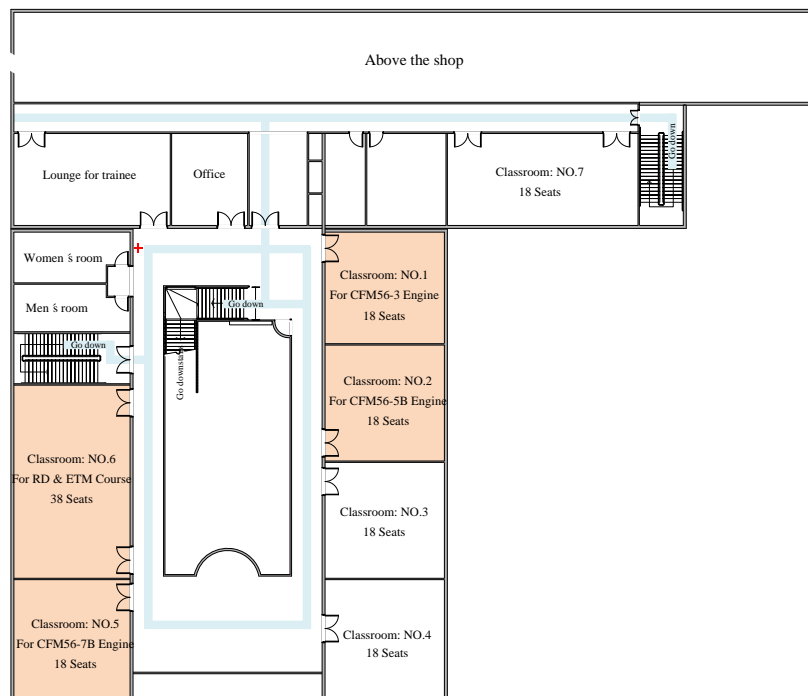 Above the shop
Go down
Lounge for trainee
Office
Classroom: NO.7
18 Seats
Women´s room
Men´s room
Go down
Go down
Go downstairs
Classroom: NO.1
For CFM56-3 Engine
18 Seats
Classroom: NO.2
For CFM56-5B Engine
18 Seats
Classroom: NO.6
For RD & ETM Course
38 Seats
Classroom: NO.3
18 Seats
Classroom: NO.5
For CFM56-7B Engine
18 Seats
Classroom: NO.4
18 Seats